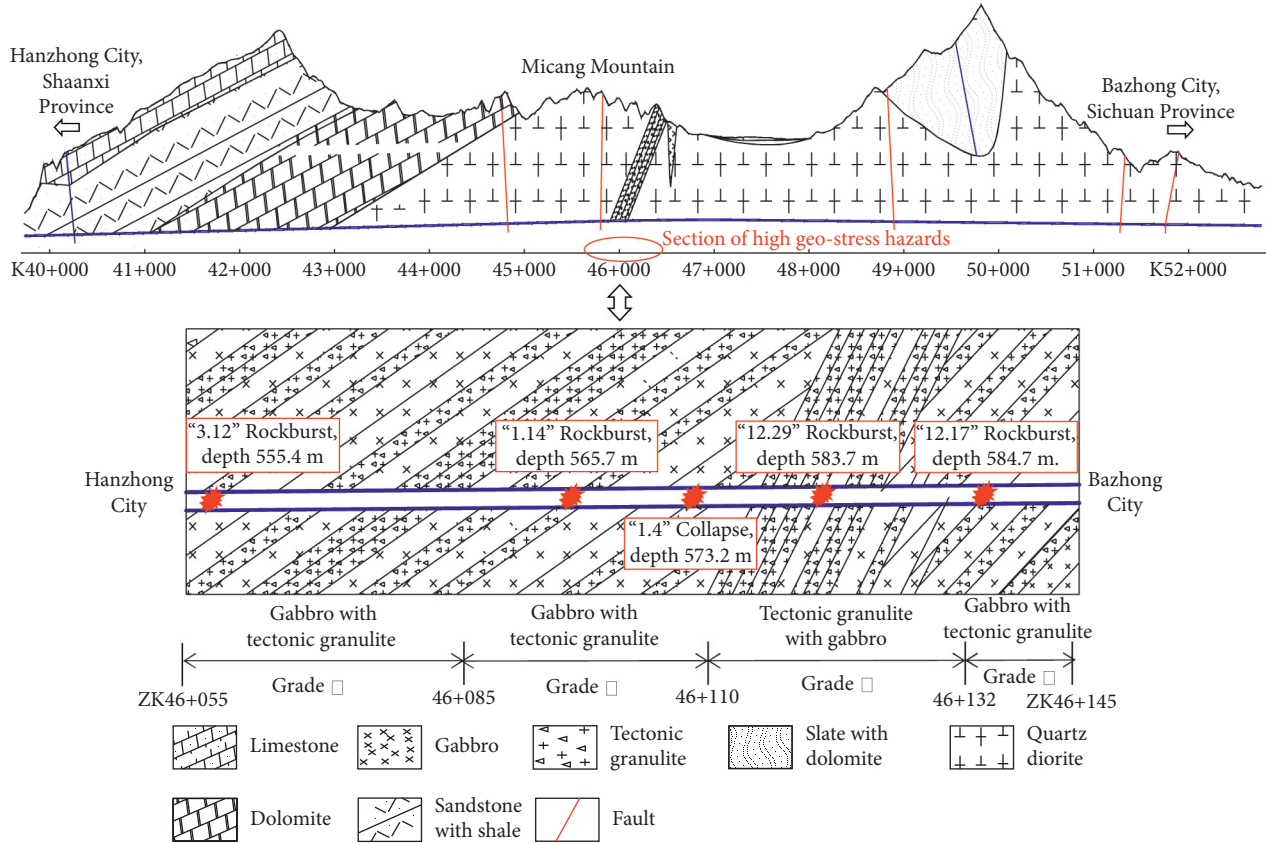 Hanzhong City,
Shaanxi
Province
Micang Mountain
Bazhong City,
Sichuan Province
Section of high geo-stress hazards
K40+000 41+000 42+000 43+000 44+000 45+000 46+000 47+000 48+000 49+000 50+000 51+000 K52+000
“3.12” Rockburst,
depth 555.4 m
“1.14” Rockburst,
depth 565.7 m
“12.29” Rockburst,
depth 583.7 m
“12.17” Rockburst,
depth 584.7 m.
Hanzhong
City
Bazhong
City
“1.4” Collapse,
depth 573.2 m
Gabbro with
tectonic granulite
Gabbro with
tectonic granulite
Tectonic granulite
with gabbro
Gabbro with
tectonic granulite
Grade □
Grade □
Grade □
Grade □
ZK46+055 46+085 46+110 46+132 ZK46+145
Limestone
Gabbro
Tectonic
granulite
Slate with
dolomite
Quartz
diorite
Dolomite
Sandstone
with shale
Fault